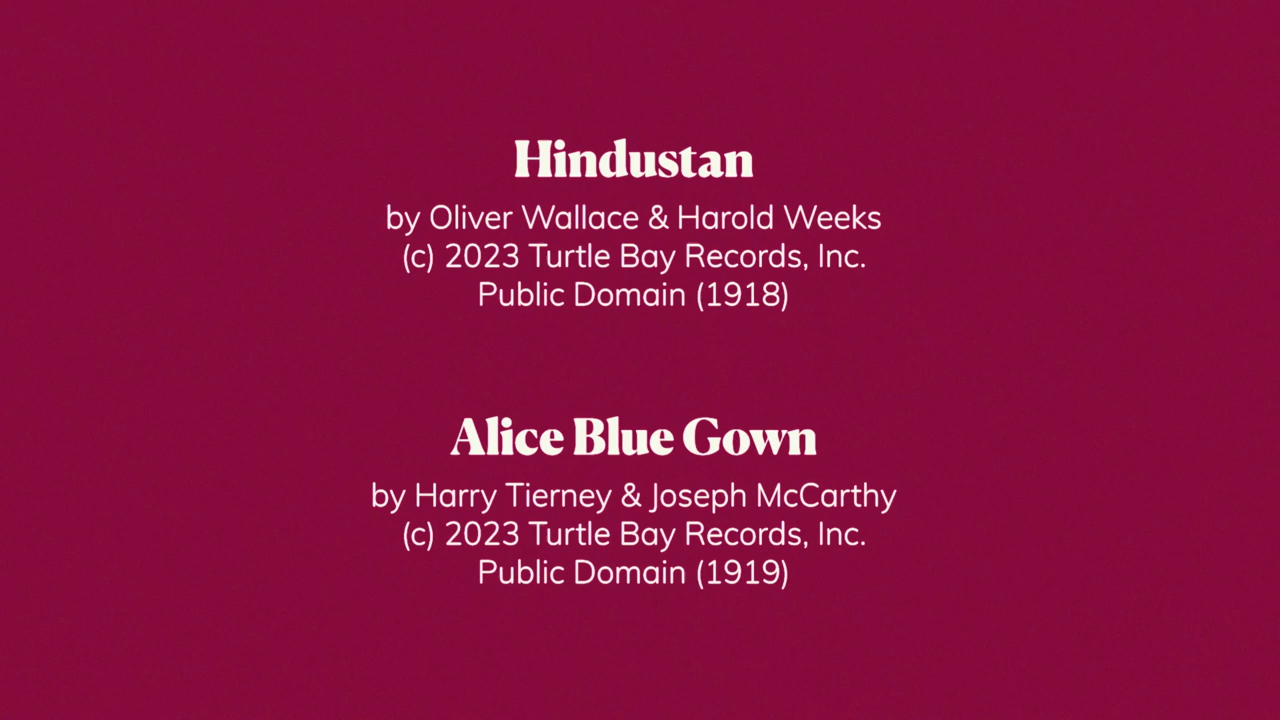 Hindustan
by Oliver Wallace & Harold Weeks
(c) 2023 Turtle Bay Records, Inc.
Public Domain (1918)
Alice Blue Gown
by Harry Tierney & Joseph McCarthy
(c) 2023 Turtle Bay Records, Inc.
Public Domain (1919)